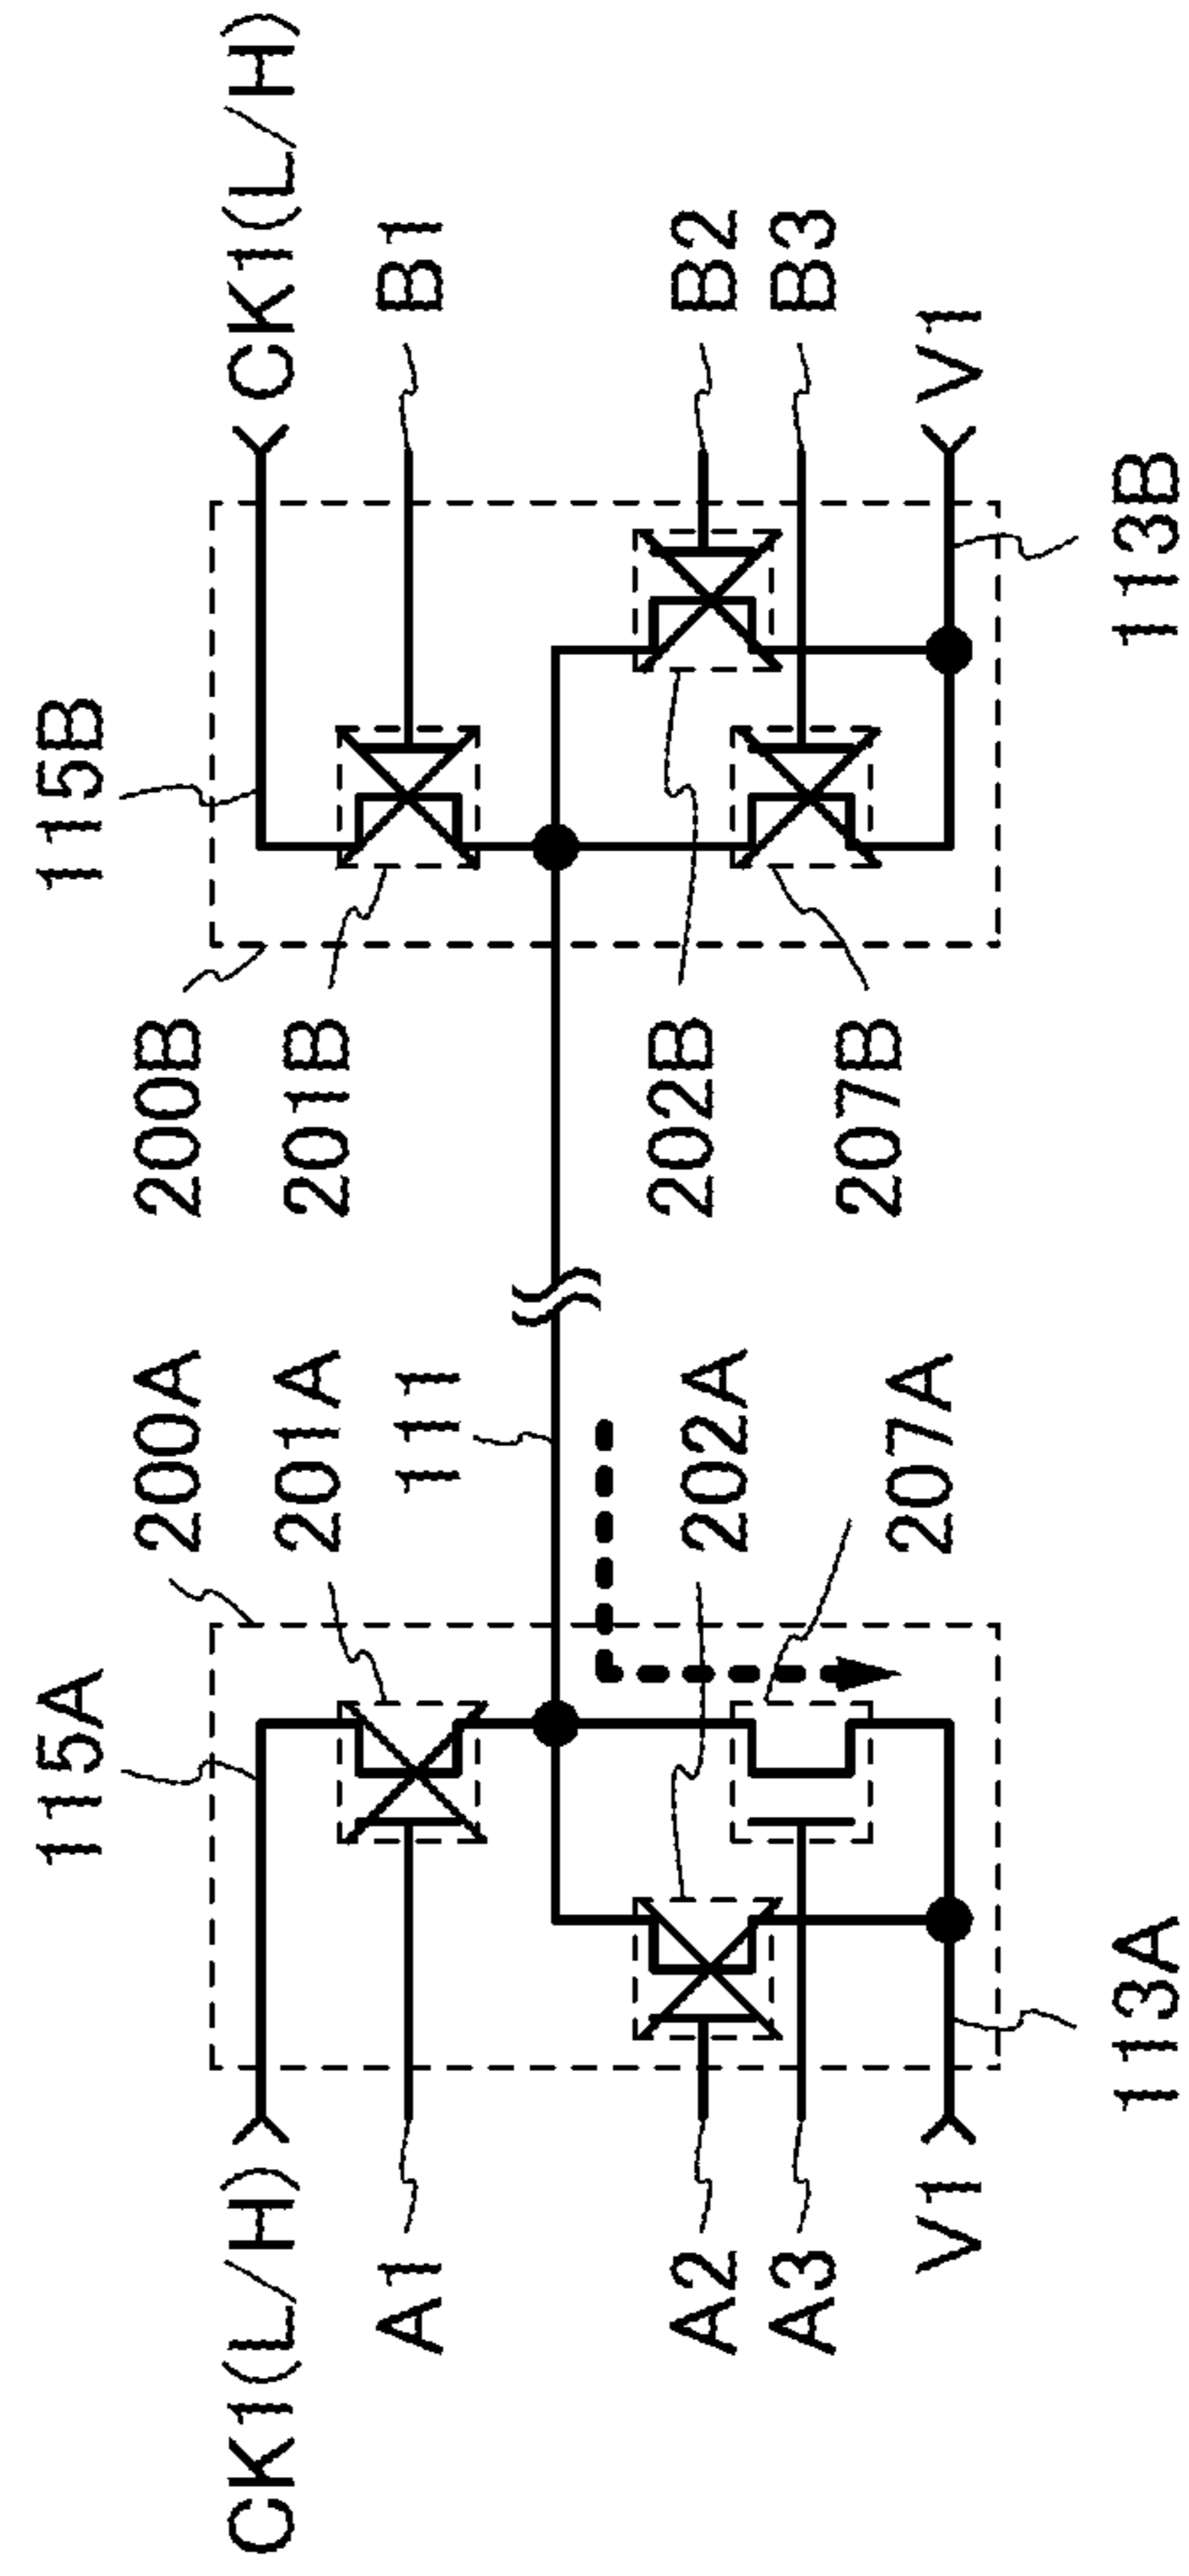 115A
115B
200A
200B
CK1(L/H)
CK1(L/H)
201A
201B
A1
B1
111
A2
202A
202B
B2
A3
B3
207A
207B
V1
V1
113A
113B